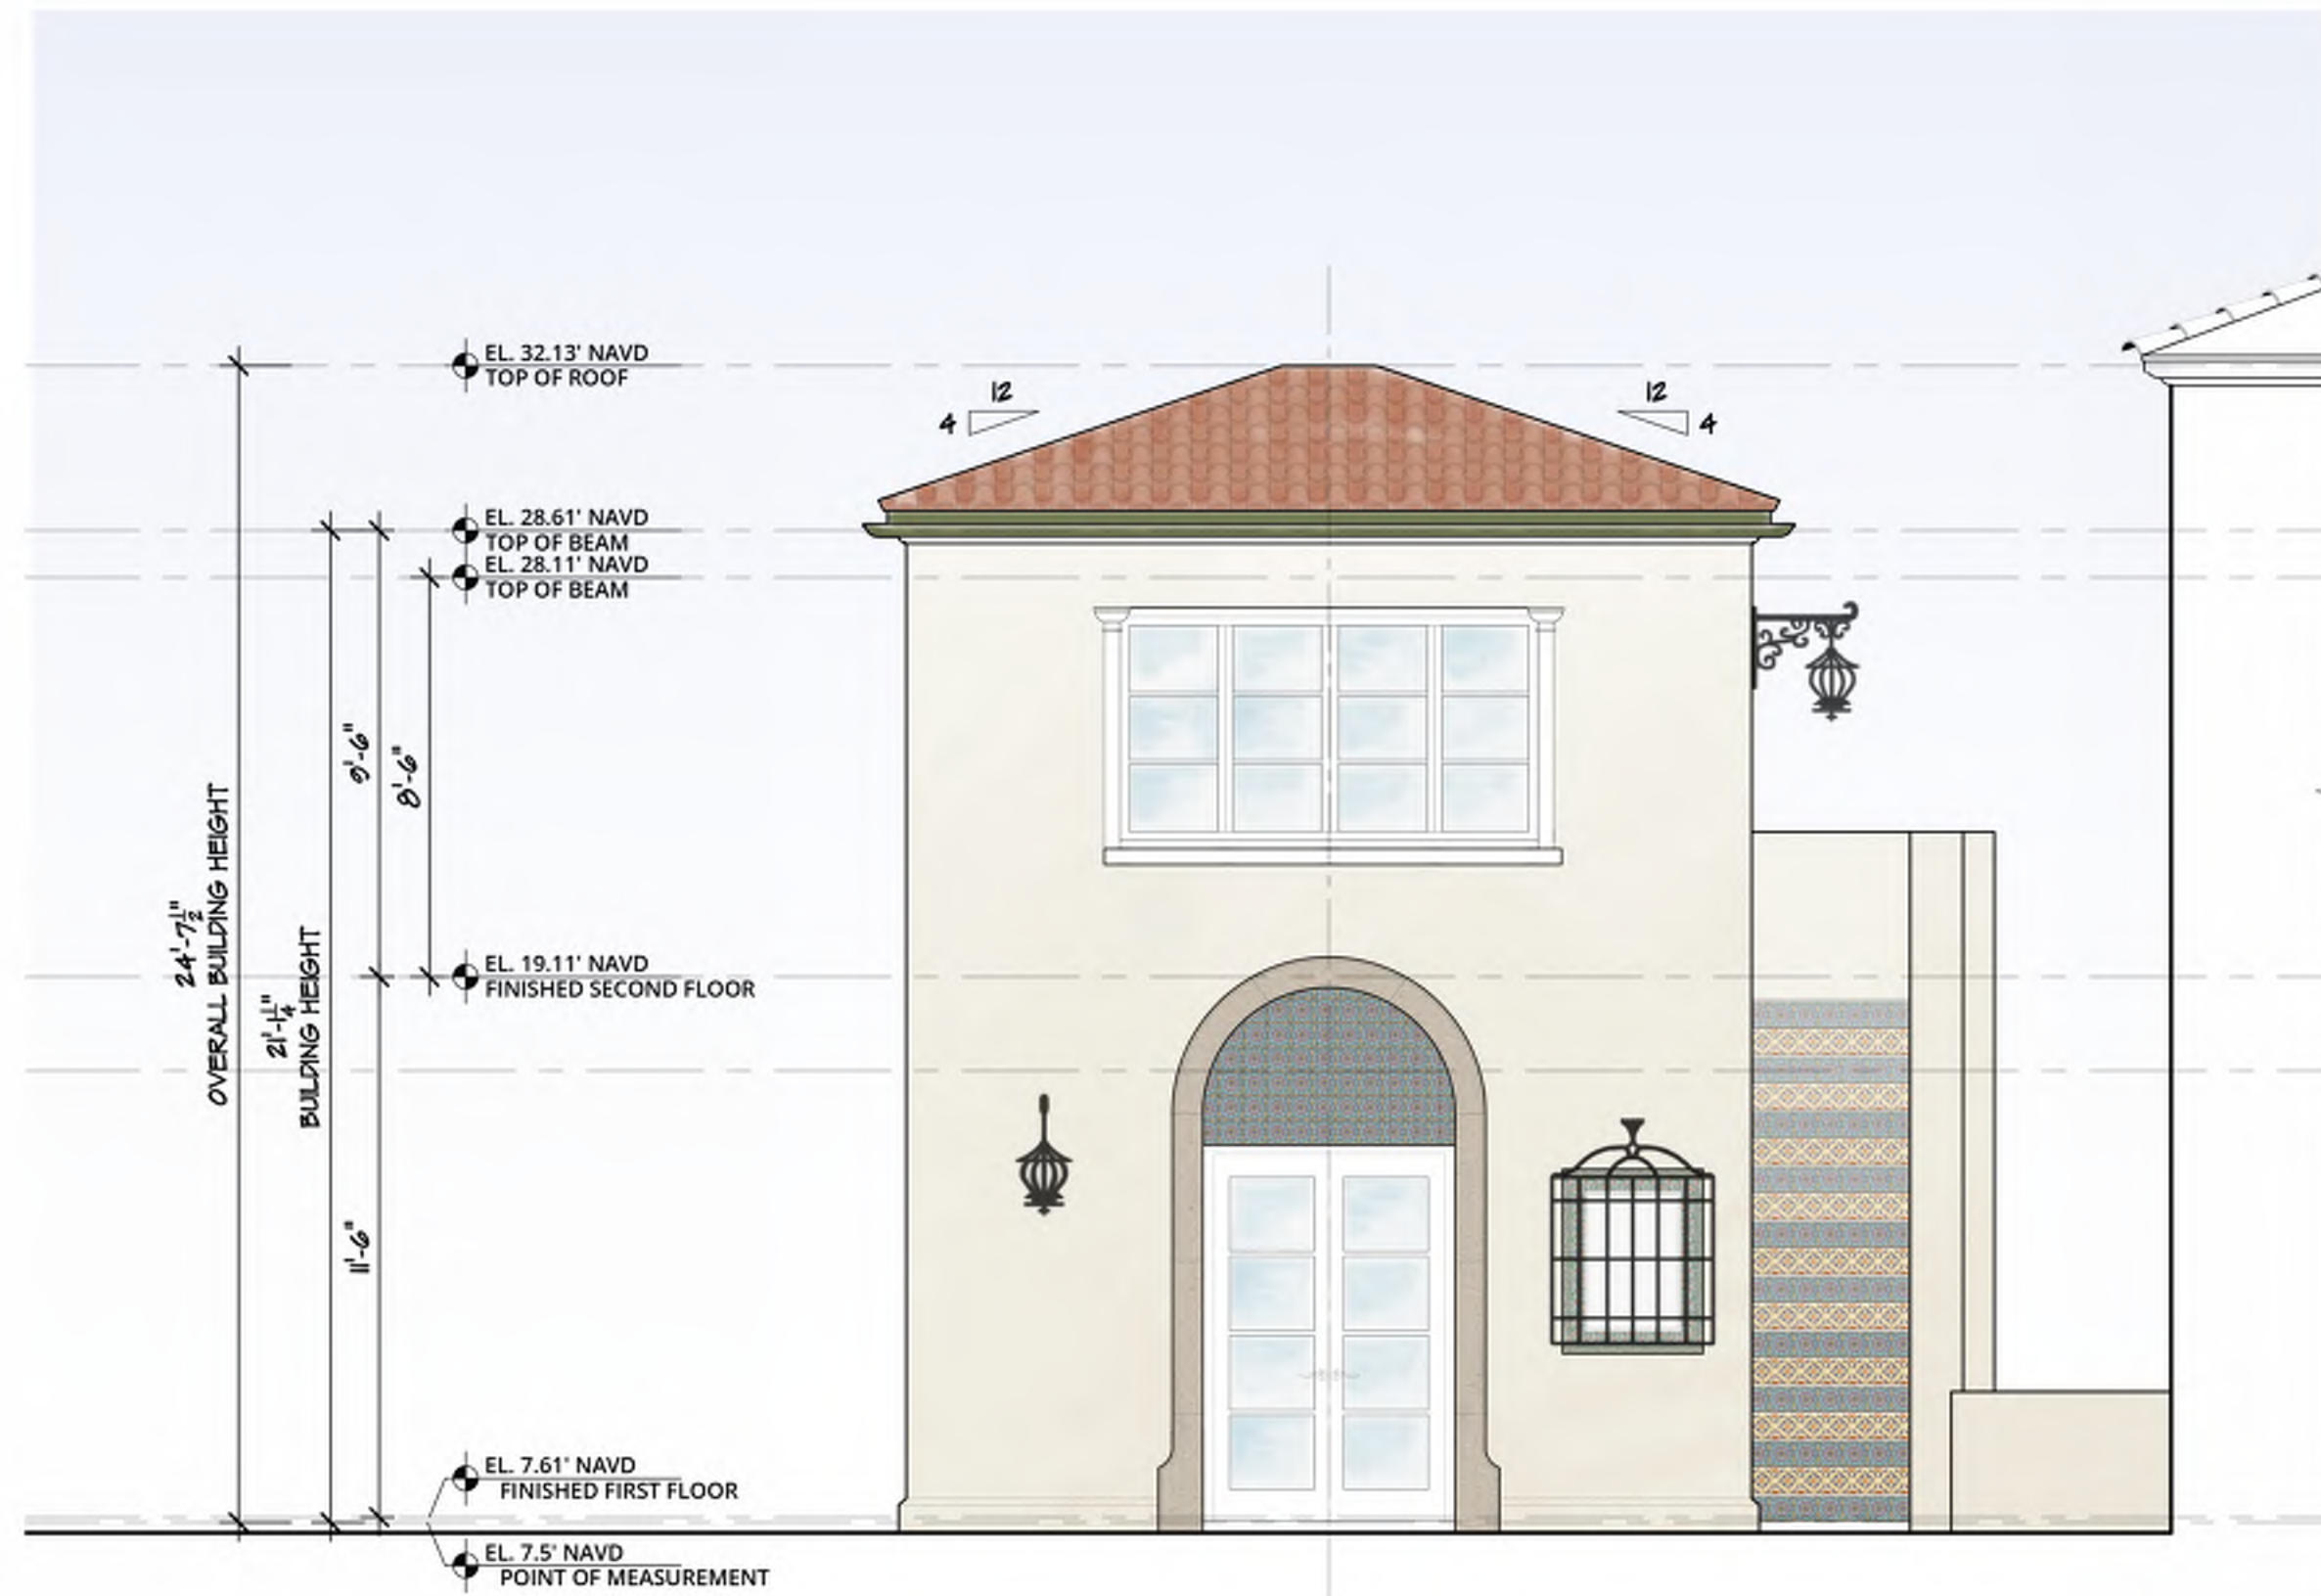 EL. 32.13' NAVD
TOP OF ROOF
12
4
12
4
EL. 28.61' NAVD
TOP OF BEAM
EL. 28.11' NAVD
TOP OF BEAM
9'-6"
8'-6"
24'-7½"
OVERALL BUILDING HEIGHT
21'-1¼"
BUILDING HEIGHT
EL. 19.11' NAVD
FINISHED SECOND FLOOR
11'-6"
EL. 7.61' NAVD
FINISHED FIRST FLOOR
EL. 7.5' NAVD
POINT OF MEASUREMENT